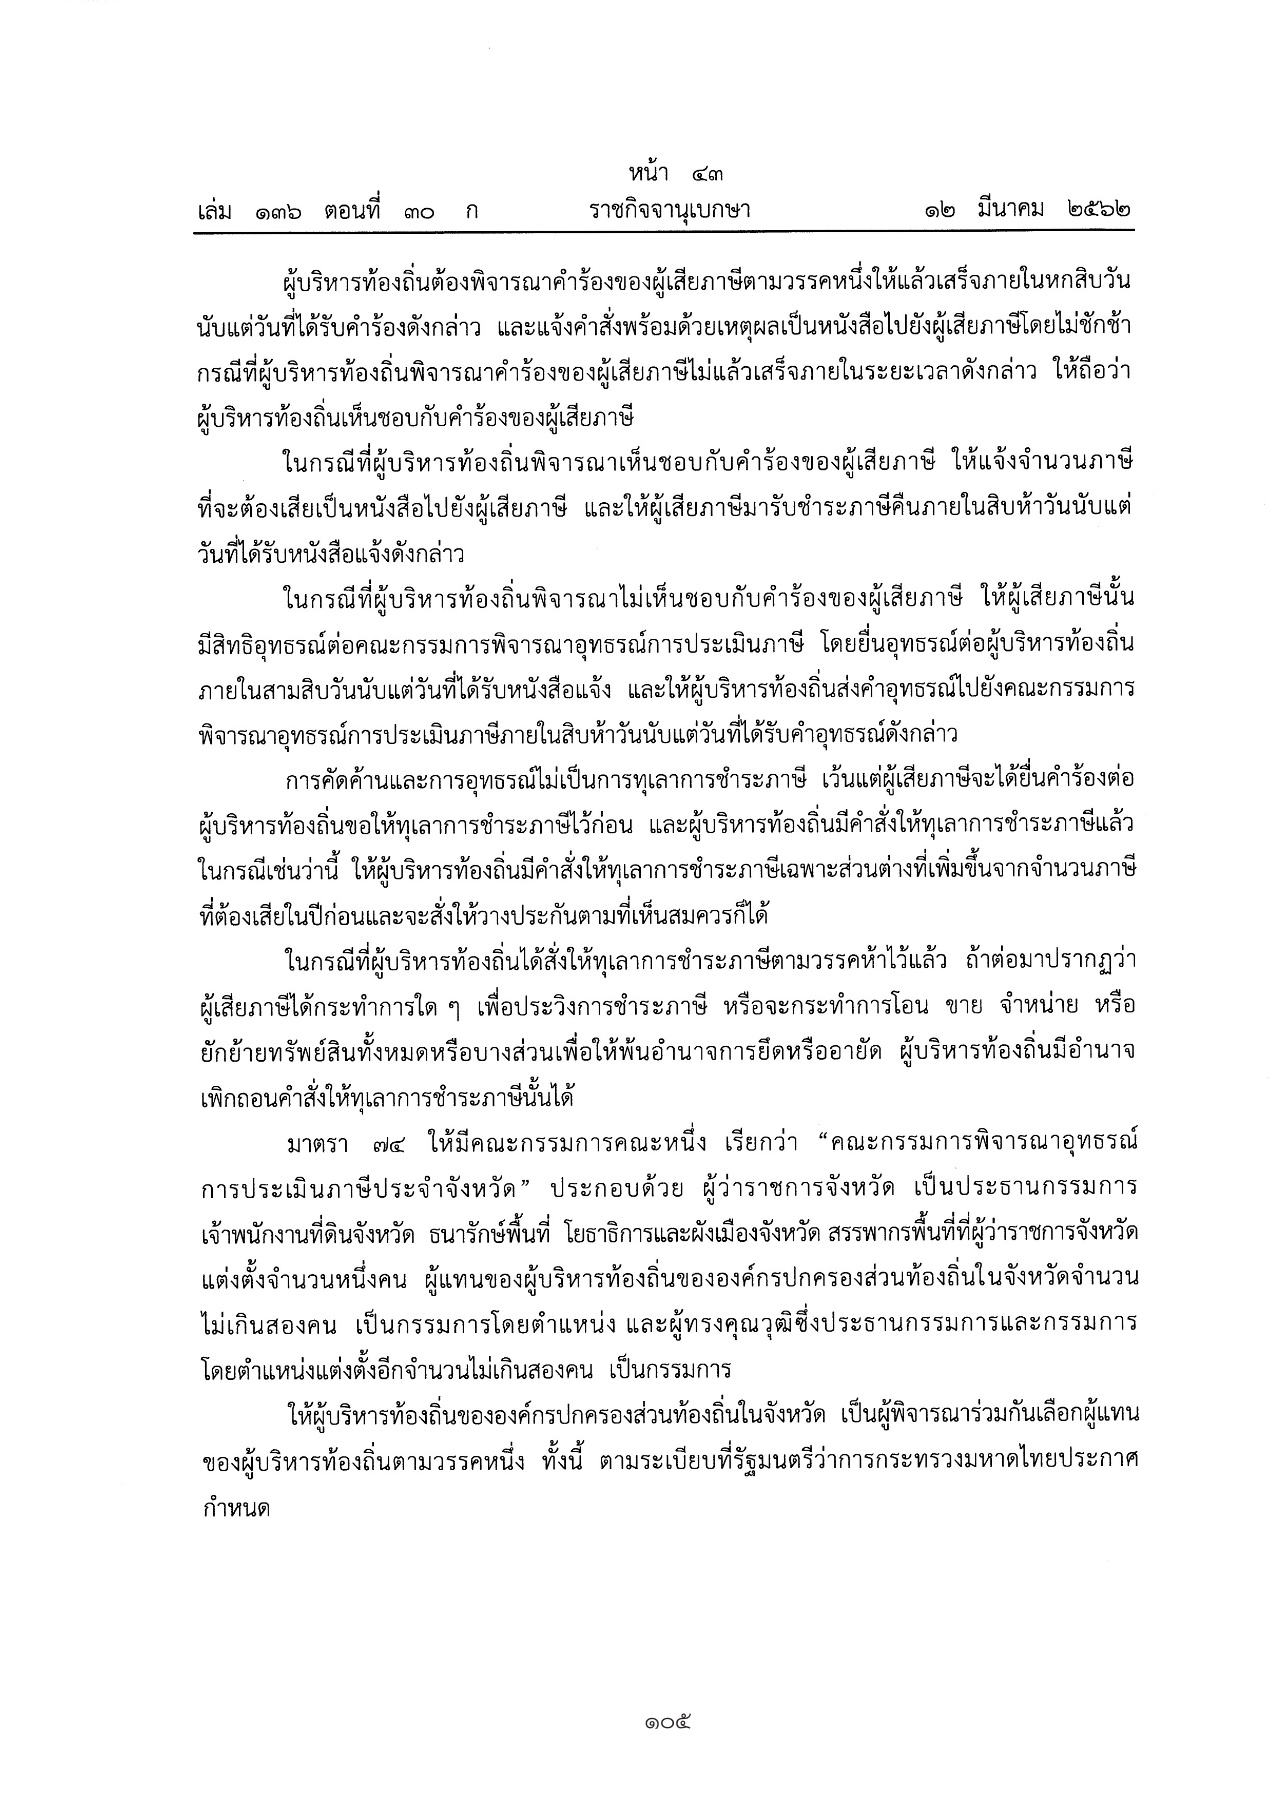 หน้า ๔๓
เล่ม ๑๓๖ ตอนที่ ๓๐ ก ราชกิจจานุเบกษา ๑๒ มีนาคม ๒๕๖๒
ผู้บริหารท้องถิ่นต้องพิจารณาคำร้องของผู้เสียภาษีตามวรรคหนึ่งให้แล้วเสร็จภายในหกสิบวัน
นับแต่วันที่ได้รับคำร้องดังกล่าว และแจ้งคำสั่งพร้อมด้วยเหตุผลเป็นหนังสือไปยังผู้เสียภาษีโดยไม่ชักช้า
กรณีที่ผู้บริหารท้องถิ่นพิจารณาคำร้องของผู้เสียภาษีไม่แล้วเสร็จภายในระยะเวลาดังกล่าว ให้ถือว่า
ผู้บริหารท้องถิ่นเห็นชอบกับคำร้องของผู้เสียภาษี
ในกรณีที่ผู้บริหารท้องถิ่นพิจารณาเห็นชอบกับคำร้องของผู้เสียภาษี ให้แจ้งจำนวนภาษี
ที่จะต้องเสียเป็นหนังสือไปยังผู้เสียภาษี และให้ผู้เสียภาษีมารับชำระภาษีคืนภายในสิบห้าวันนับแต่
วันที่ได้รับหนังสือแจ้งดังกล่าว
ในกรณีที่ผู้บริหารท้องถิ่นพิจารณาไม่เห็นชอบกับคำร้องของผู้เสียภาษี ให้ผู้เสียภาษีนั้น
มีสิทธิอุทธรณ์ต่อคณะกรรมการพิจารณาอุทธรณ์การประเมินภาษี โดยยื่นอุทธรณ์ต่อผู้บริหารท้องถิ่น
ภายในสามสิบวันนับแต่วันที่ได้รับหนังสือแจ้ง และให้ผู้บริหารท้องถิ่นส่งคำอุทธรณ์ไปยังคณะกรรมการ
พิจารณาอุทธรณ์การประเมินภาษีภายในสิบห้าวันนับแต่วันที่ได้รับคำอุทธรณ์ดังกล่าว
การคัดค้านและการอุทธรณ์ไม่เป็นการทุเลาการชำระภาษี เว้นแต่ผู้เสียภาษีจะได้ยื่นคำร้องต่อ
ผู้บริหารท้องถิ่นขอให้ทุเลาการชำระภาษีไว้ก่อน และผู้บริหารท้องถิ่นมีคำสั่งให้ทุเลาการชำระภาษีแล้ว
ในกรณีเช่นว่านี้ ให้ผู้บริหารท้องถิ่นมีคำสั่งให้ทุเลาการชำระภาษีเฉพาะส่วนต่างที่เพิ่มขึ้นจากจำนวนภาษี
ที่ต้องเสียในปีก่อนและจะสั่งให้วางประกันตามที่เห็นสมควรก็ได้
ในกรณีที่ผู้บริหารท้องถิ่นได้สั่งให้ทุเลาการชำระภาษีตามวรรคห้าไว้แล้ว ถ้าต่อมาปรากฏว่า
ผู้เสียภาษีได้กระทำการใด ๆ เพื่อประวิงการชำระภาษี หรือจะกระทำการโอน ขาย จำหน่าย หรือ
ยักย้ายทรัพย์สินทั้งหมดหรือบางส่วนเพื่อให้พ้นอำนาจการยึดหรืออายัด ผู้บริหารท้องถิ่นมีอำนาจ
เพิกถอนคำสั่งให้ทุเลาการชำระภาษีนั้นได้
มาตรา ๗๔ ให้มีคณะกรรมการคณะหนึ่ง เรียกว่า “คณะกรรมการพิจารณาอุทธรณ์
การประเมินภาษีประจำจังหวัด” ประกอบด้วย ผู้ว่าราชการจังหวัด เป็นประธานกรรมการ
เจ้าพนักงานที่ดินจังหวัด ธนารักษ์พื้นที่ โยธาธิการและผังเมืองจังหวัด สรรพากรพื้นที่ที่ผู้ว่าราชการจังหวัด
แต่งตั้งจำนวนหนึ่งคน ผู้แทนของผู้บริหารท้องถิ่นขององค์กรปกครองส่วนท้องถิ่นในจังหวัดจำนวน
ไม่เกินสองคน เป็นกรรมการโดยตำแหน่ง และผู้ทรงคุณวุฒิซึ่งประธานกรรมการและกรรมการ
โดยตำแหน่งแต่งตั้งอีกจำนวนไม่เกินสองคน เป็นกรรมการ
ให้ผู้บริหารท้องถิ่นขององค์กรปกครองส่วนท้องถิ่นในจังหวัด เป็นผู้พิจารณาร่วมกันเลือกผู้แทน
ของผู้บริหารท้องถิ่นตามวรรคหนึ่ง ทั้งนี้ ตามระเบียบที่รัฐมนตรีว่าการกระทรวงมหาดไทยประกาศ
กำหนด
๑๐๕